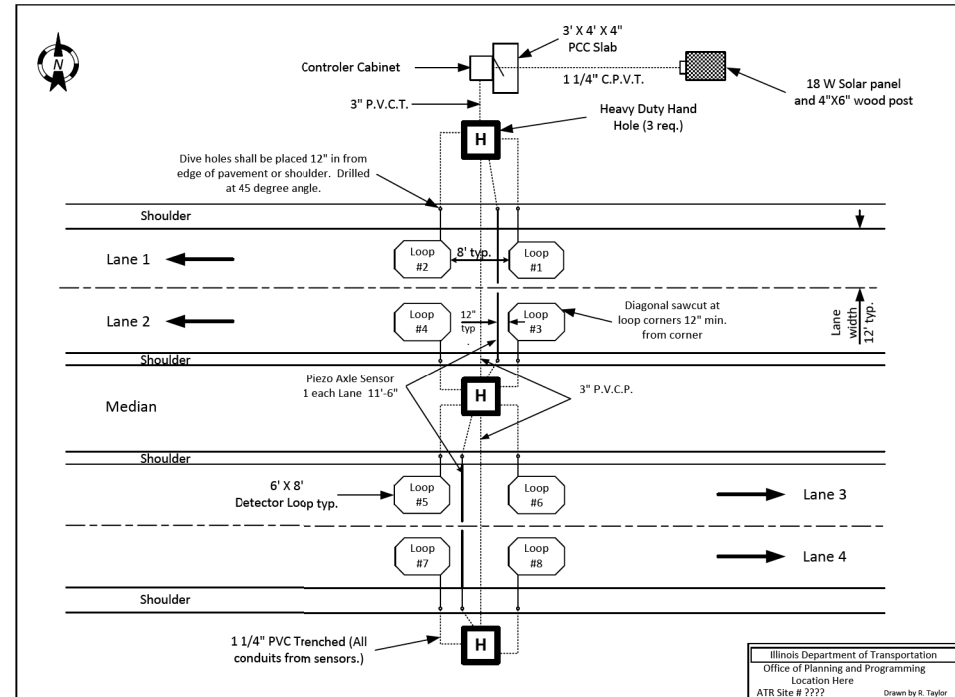 N
3' X 4' X 4"
PCC Slab
Controler Cabinet
1 1/4" C.P.V.T.
18 W Solar panel
and 4"X6" wood post
3" P.V.C.T.
Heavy Duty Hand
Hole (3 req.)
H
Dive holes shall be placed 12" in from
edge of pavement or shoulder. Drilled
at 45 degree angle.
Shoulder
Lane 1
Loop
#2
8' typ.
Loop
#1
Lane 2
Loop
#4
12"
typ
.
Loop
#3
Diagonal sawcut at
loop corners 12" min.
from corner
Lane
width
12' typ.
Shoulder
Piezo Axle Sensor
1 each Lane 11'-6"
H
3" P.V.C.P.
Median
Shoulder
6' X 8'
Detector Loop typ.
Loop
#5
Loop
#6
Lane 3
Loop
#7
Loop
#8
Lane 4
Shoulder
1 1/4" PVC Trenched (All
conduits from sensors.)
H
Illinois Department of Transportation
Office of Planning and Programming
Location Here
ATR Site # ????
Drawn by R. Taylor